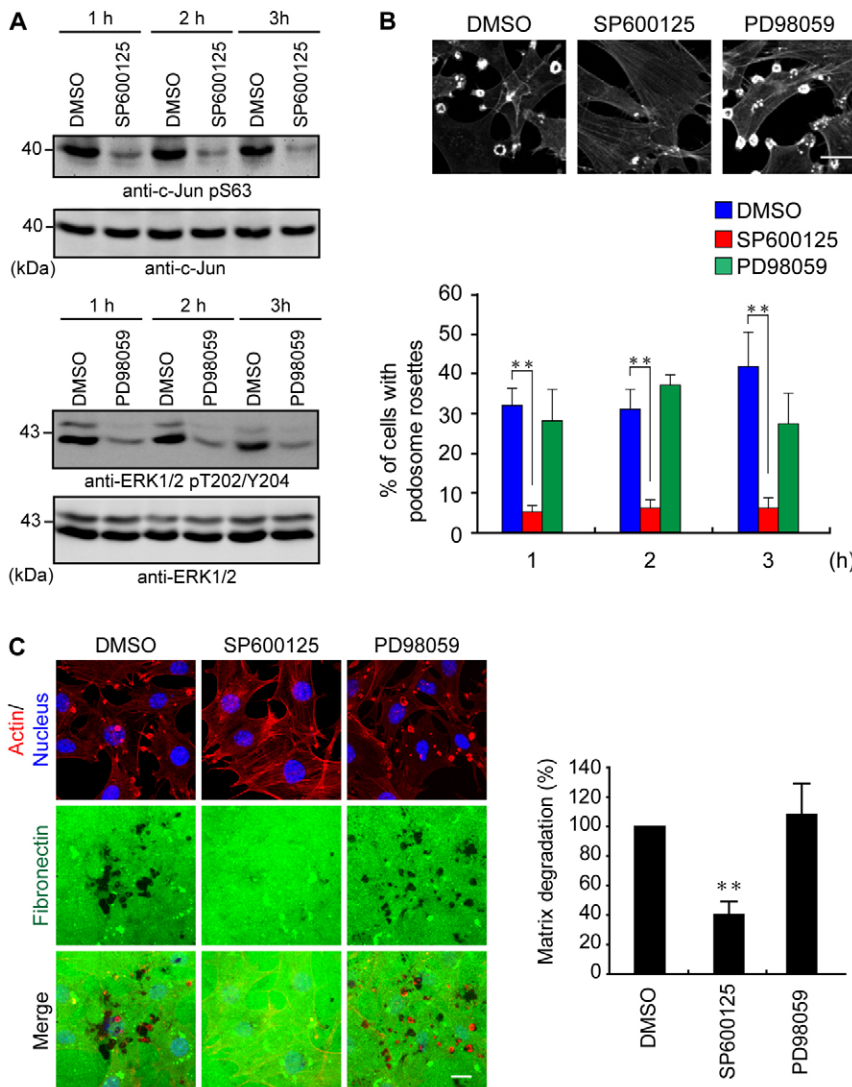 A
1 h 2 h 3h
DMSO SP600125 DMSO SP600125 DMSO SP600125
40
anti-c-Jun pS63
40
(kDa) anti-c-Jun
1 h 2 h 3h
DMSO PD98059 DMSO PD98059 DMSO PD98059
43
anti-ERK1/2 pT202/Y204
43
(kDa) anti-ERK1/2
B
DMSO SP600125 PD98059
DMSO
SP600125
PD98059
% of cells with
podosome rosettes
60
50
40
30
20
10
0
** ** **
1 2 3 (h)
C
DMSO SP600125 PD98059
Actin/
Nucleus
Fibronectin
Merge
Matrix degradation (%)
140
120
100
80
60
40
20
0
**
DMSO SP600125 PD98059